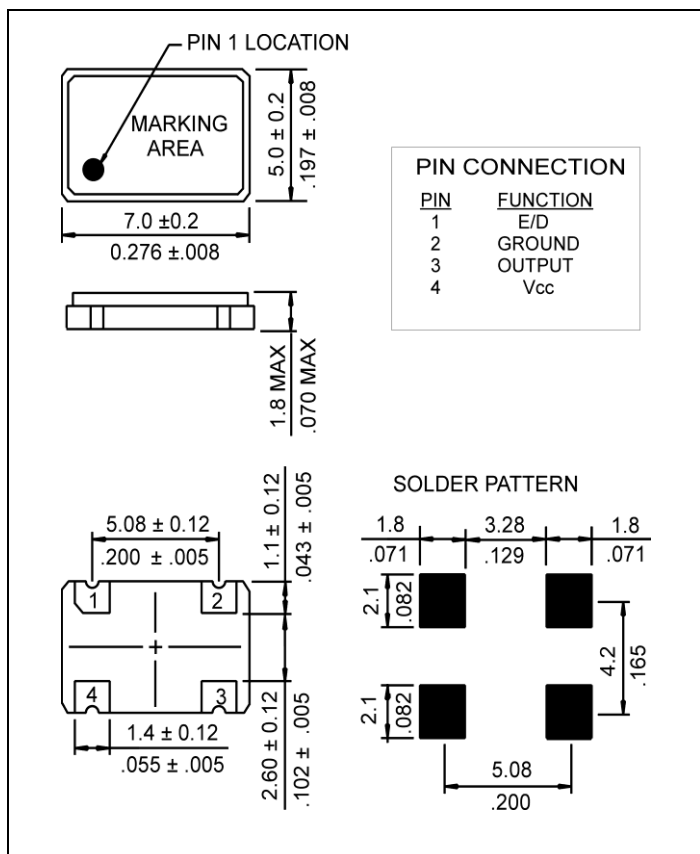 PIN 1 LOCATION
MARKING
AREA
5.0 ± 0.2
.197 ± .008
7.0 ±0.2
0.276 ±.008
PIN CONNECTION
PIN FUNCTION
1 E/D
2 GROUND
3 OUTPUT
4 Vcc
1.8 MAX
.070 MAX
5.08 ± 0.12
.200 ± .005
1.1 ± 0.12
.043 ± .005
1 2
4 3
1.4 ± 0.12
.055 ± .005
2.60 ± 0.12
.102 ± .005
SOLDER PATTERN
1.8 3.28 1.8
.071 .129 .071
2.1
.082
4.2
.165
2.1
.082
5.08
.200